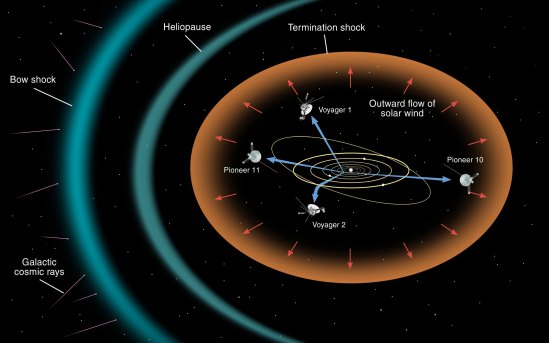 Heliopause
Termination shock
Bow shock
Voyager 1
Outward flow of
solar wind
Pioneer 11
Pioneer 10
Voyager 2
Galactic
cosmic rays